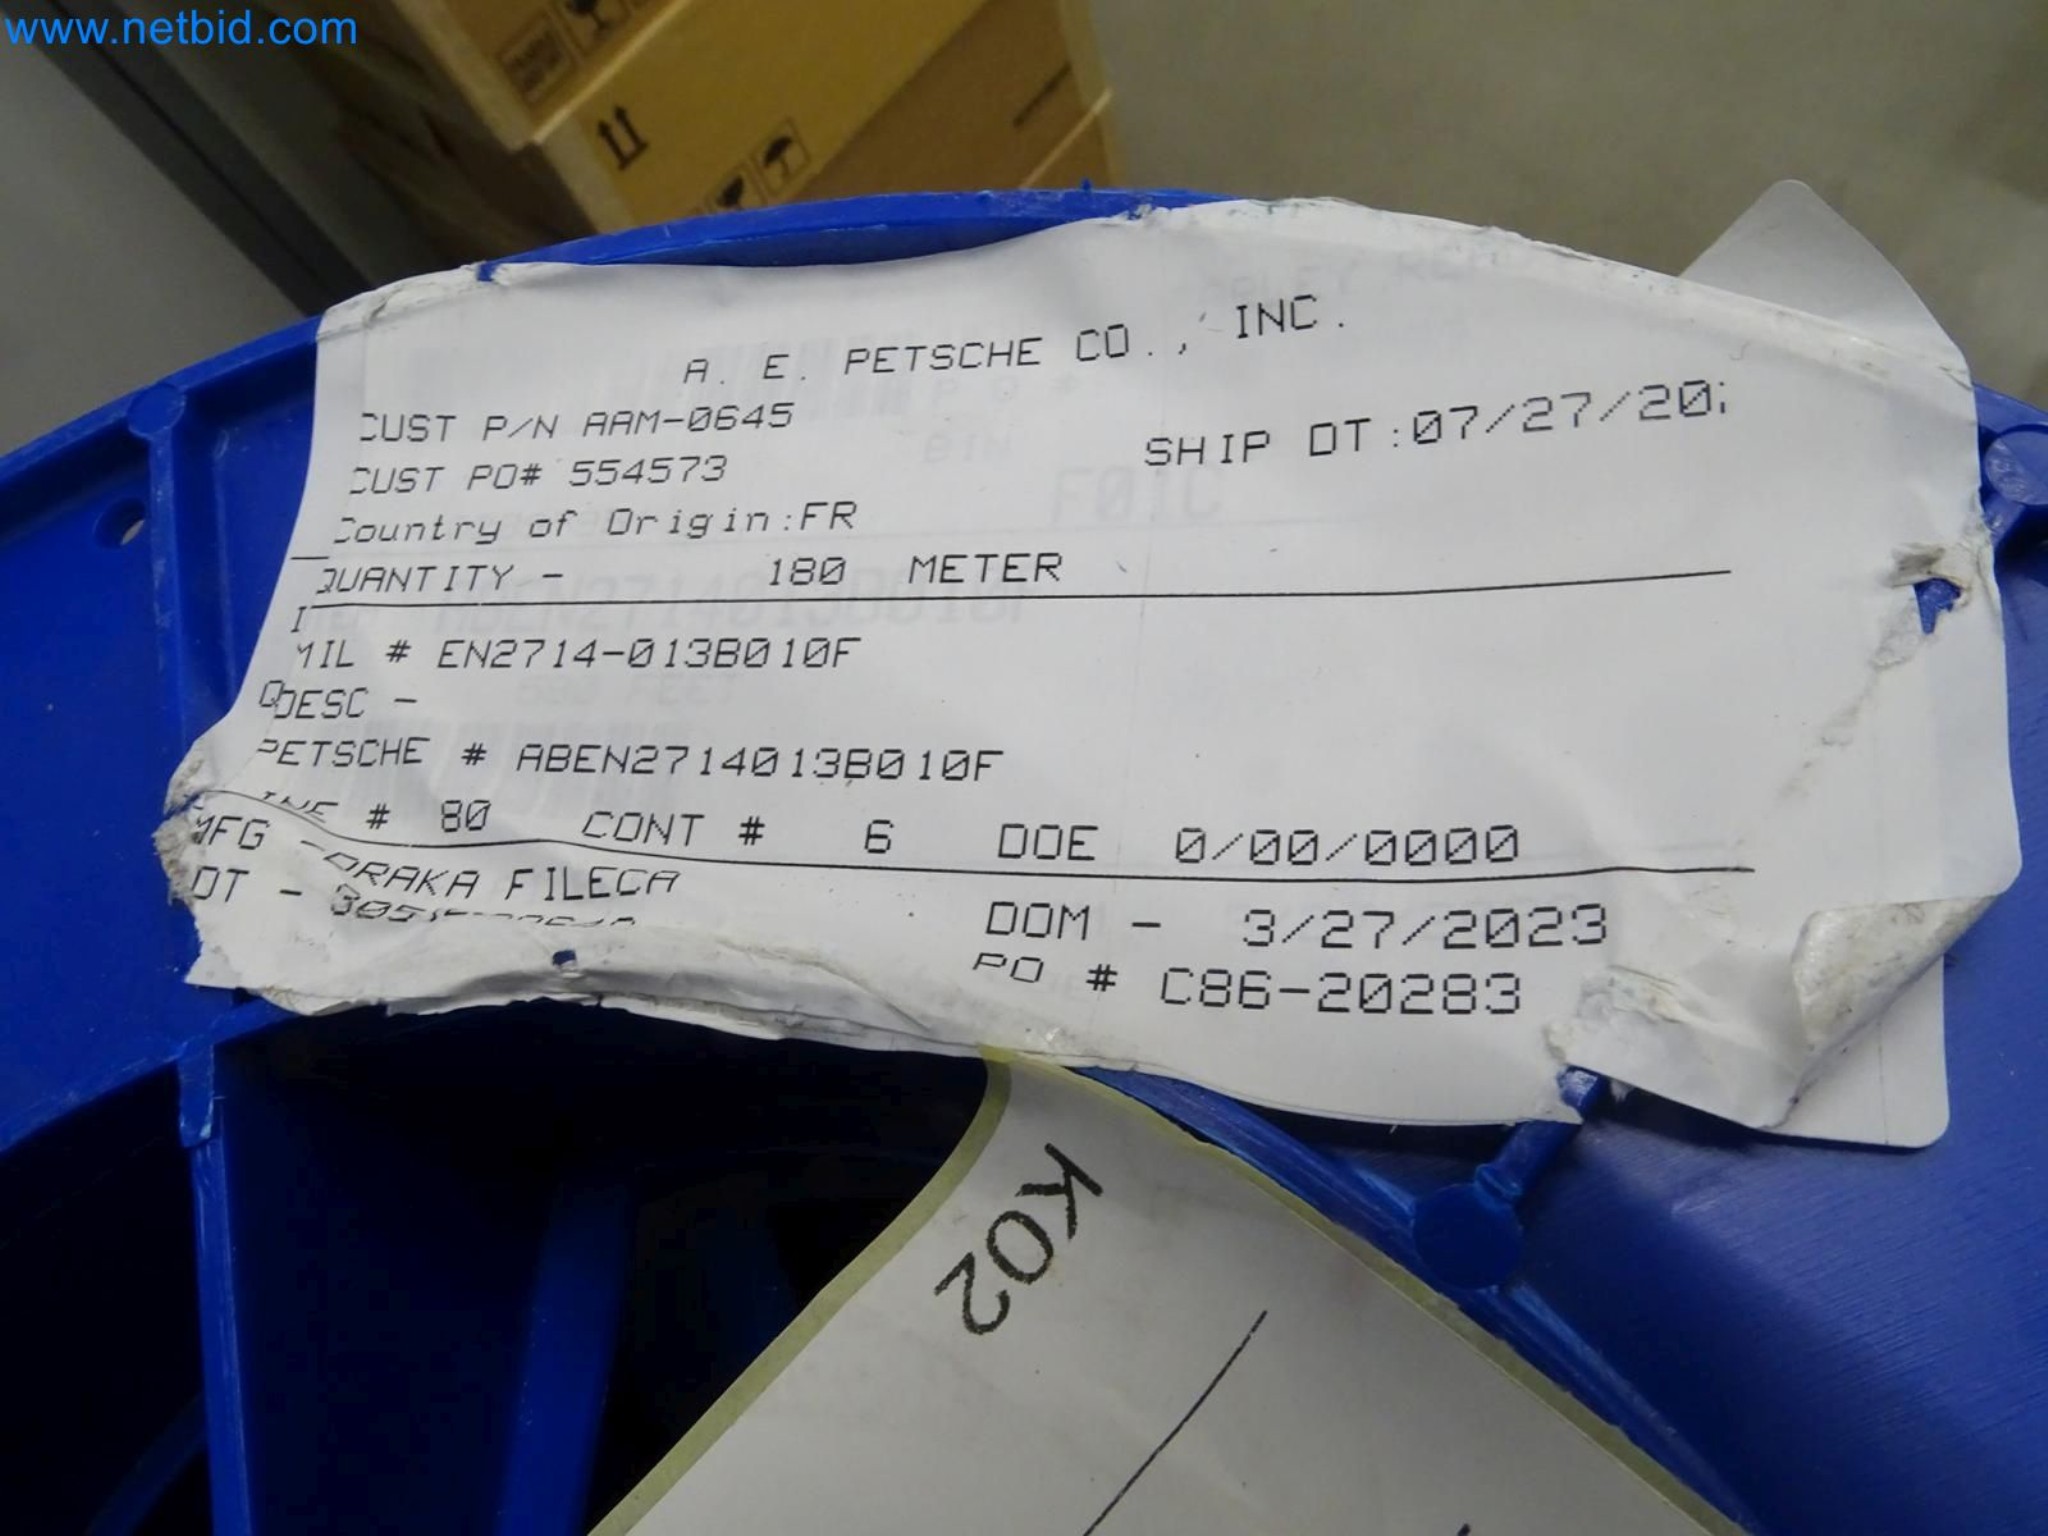 www.netbid.com
A. E. PETSCHE CO., INC.
CUST P/N AAM-0645
SHIP DT:07/27/20
CUST PO# 554573
Country of Origin:FR
QUANTITY - 180 METER
MIL # EN2714-013B010F
DESC -
PETSCHE # ABEN2714013B010F
# 80 CONT # 6 DOE 0/00/0000
MFG - DRAKA FILECA
DOM - 3/27/2023
PO # C86-20283
K02